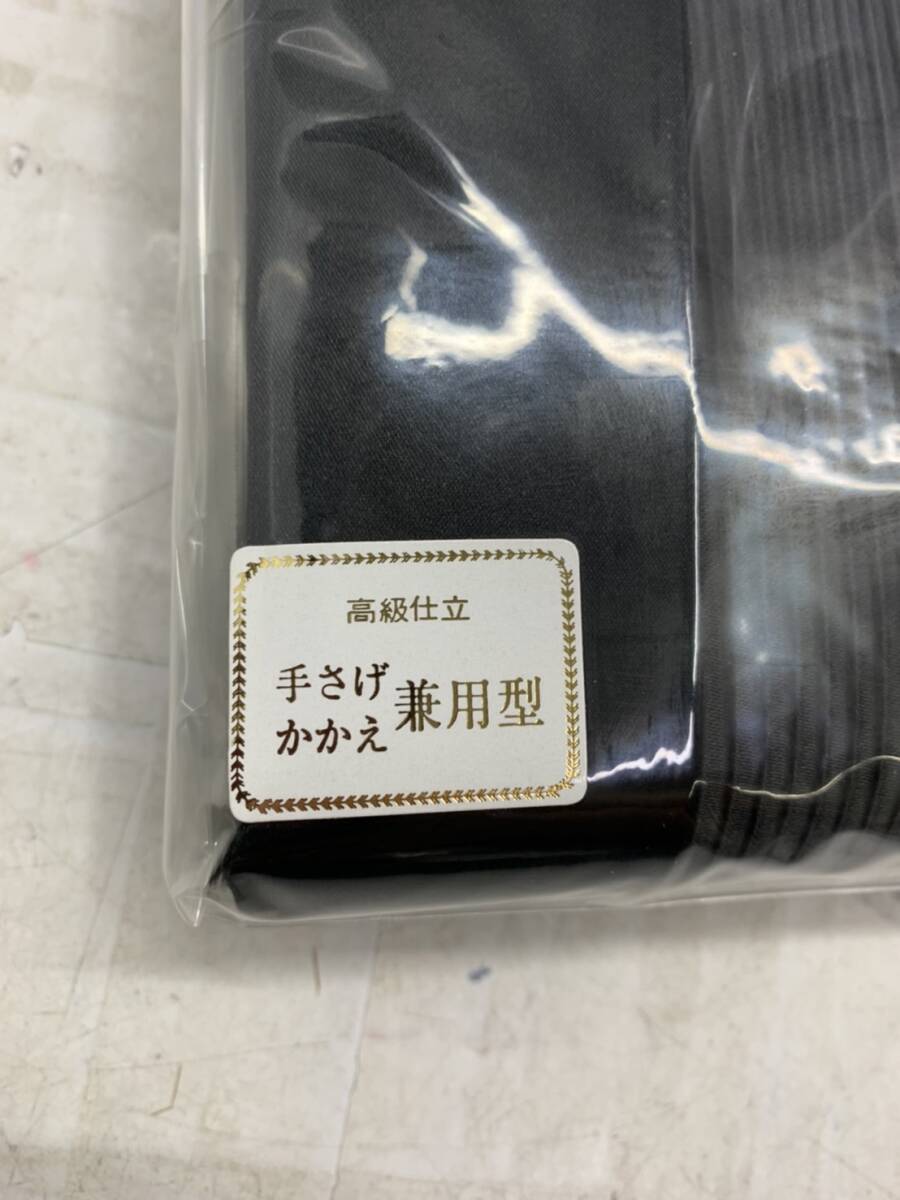 高級仕立
手さげ
かかえ
兼用型